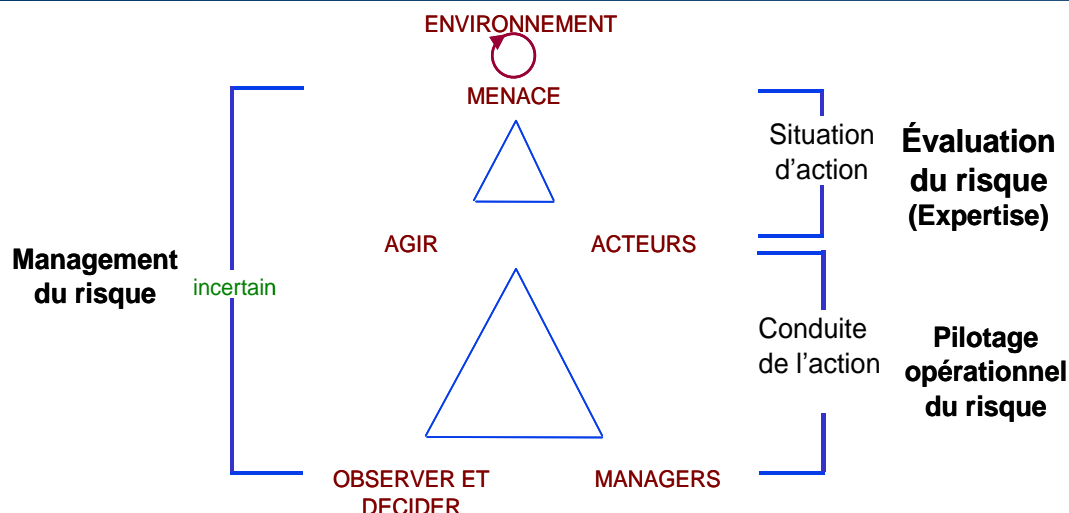 ENVIRONNEMENT
MENACE
Situation
d’action
Évaluation
du risque
(Expertise)
AGIR
ACTEURS
Management
du risque
incertain
Conduite
de l’action
Pilotage
opérationnel
du risque
OBSERVER ET
DECIDER
MANAGERS